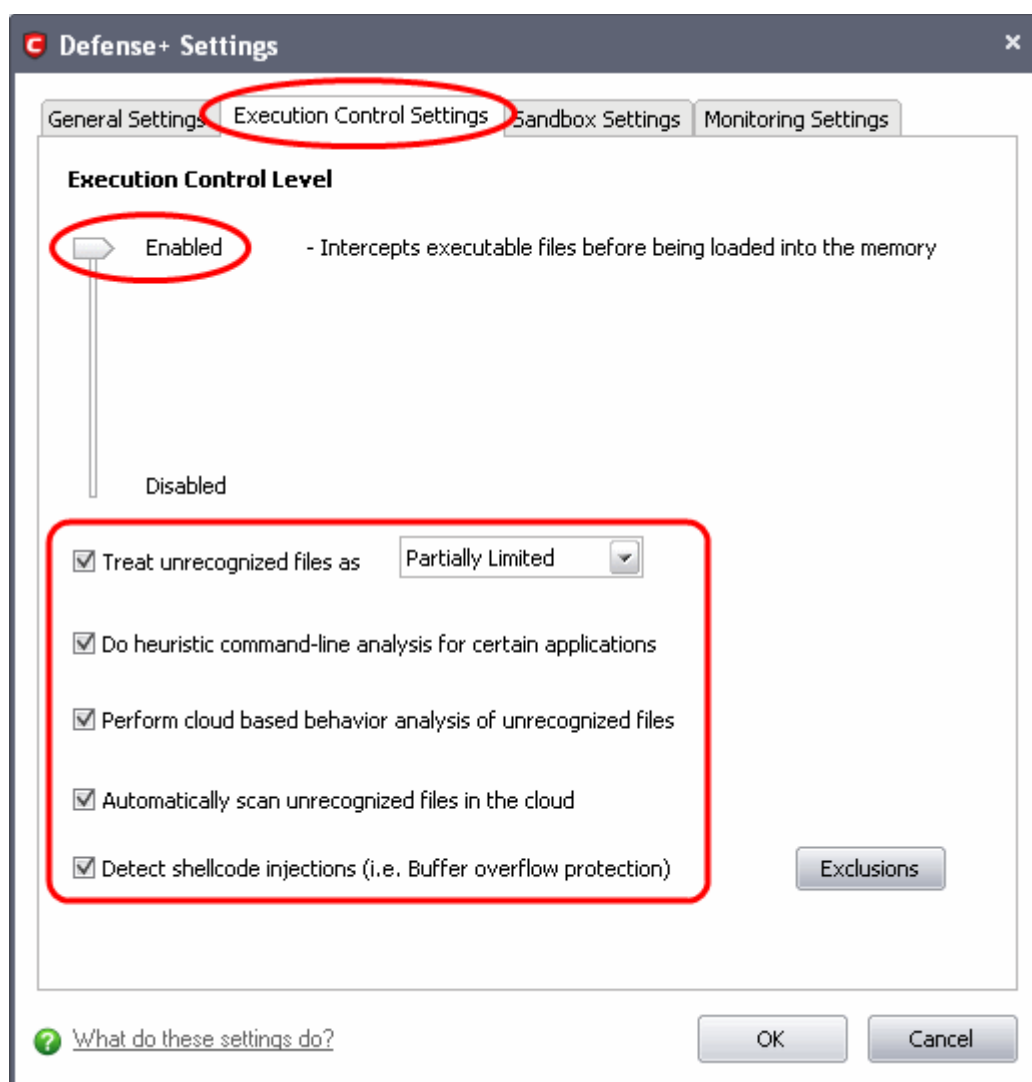 Defense+ Settings
General Settings Execution Control Settings Sandbox Settings Monitoring Settings
Execution Control Level
Enabled - Intercepts executable files before being loaded into the memory
Disabled
Treat unrecognized files as Partially Limited
Do heuristic command-line analysis for certain applications
Perform cloud based behavior analysis of unrecognized files
Automatically scan unrecognized files in the cloud
Detect shellcode injections (i.e. Buffer overflow protection) Exclusions
What do these settings do? OK Cancel